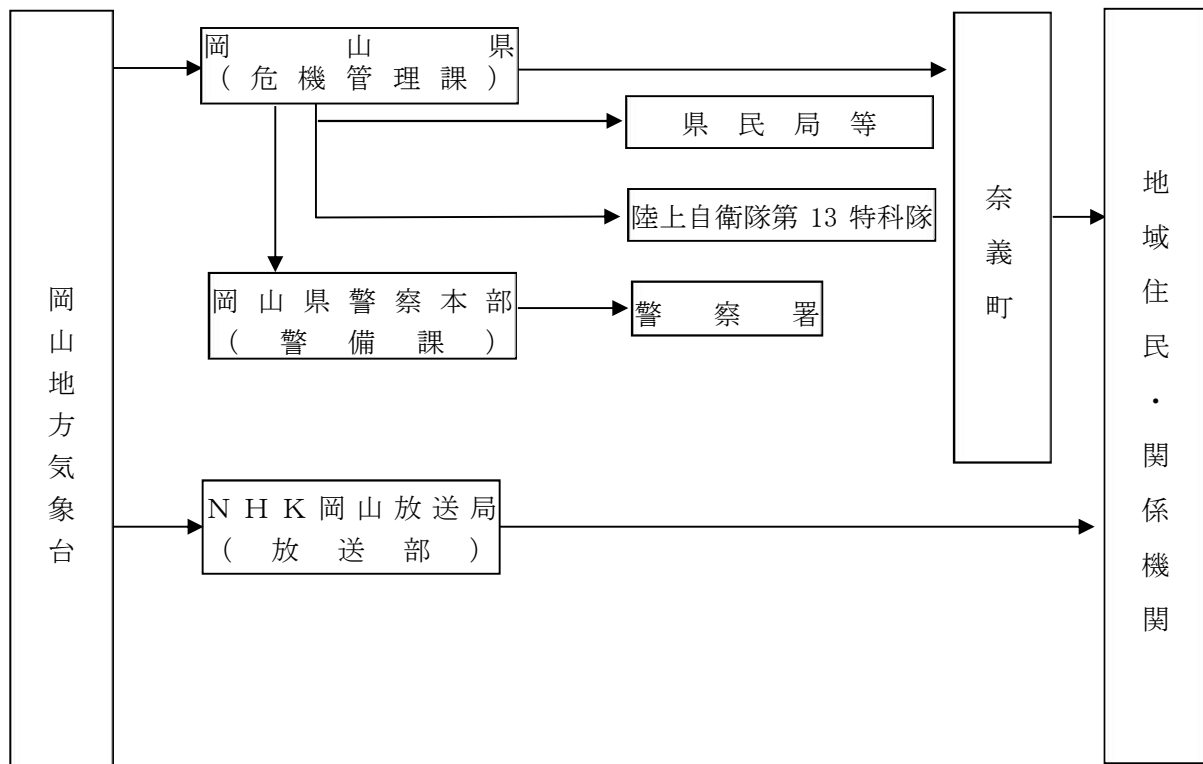 岡山地方気象台
岡山県
(危機管理課)
県民局等
陸上自衛隊第 13 特科隊
岡山県警察本部
(警備課)
警察署
NHK岡山放送局
(放送部)
奈義町
地域住民・関係機関